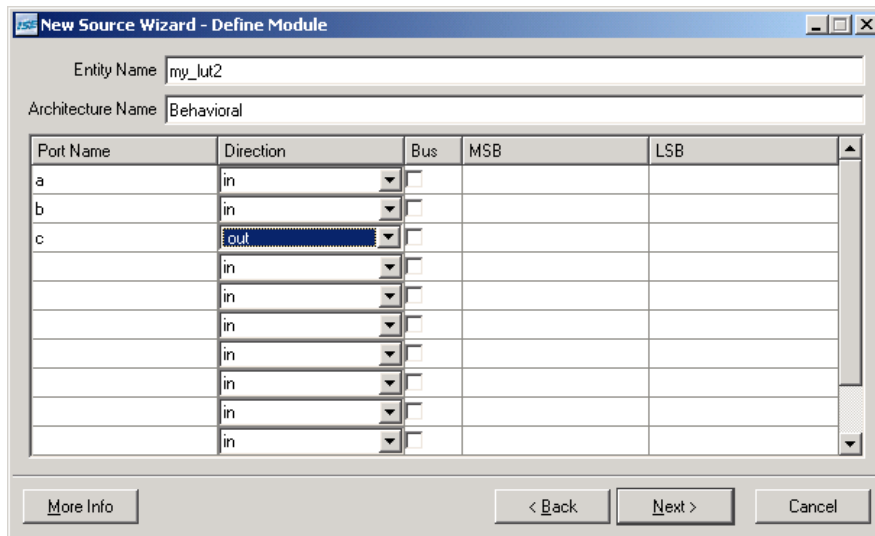 ISE New Source Wizard - Define Module
Entity Name my_lut2
Architecture Name Behavioral
Port Name Direction Bus MSB LSB
a in
b in
c out
in
in
in
in
in
in
in
More Info < Back Next > Cancel